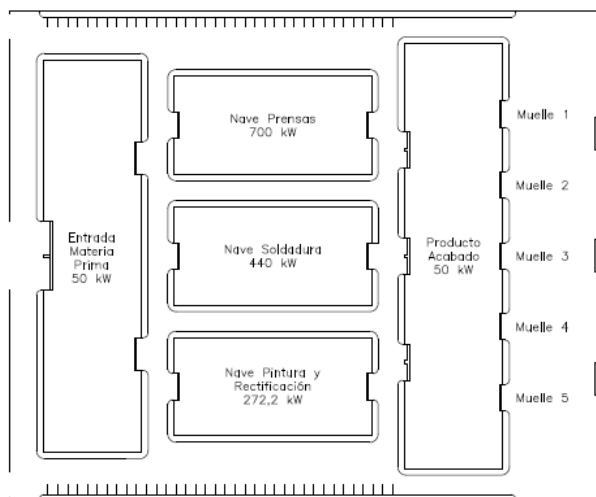 Nave Prensas
700 kW
Muelle 1
Muelle 2
Entrada
Materia
Prima
50 kW
Nave Soldadura
440 kW
Producto
Acabado
50 kW
Muelle 3
Muelle 4
Nave Pintura y
Rectificación
272,2 kW
Muelle 5